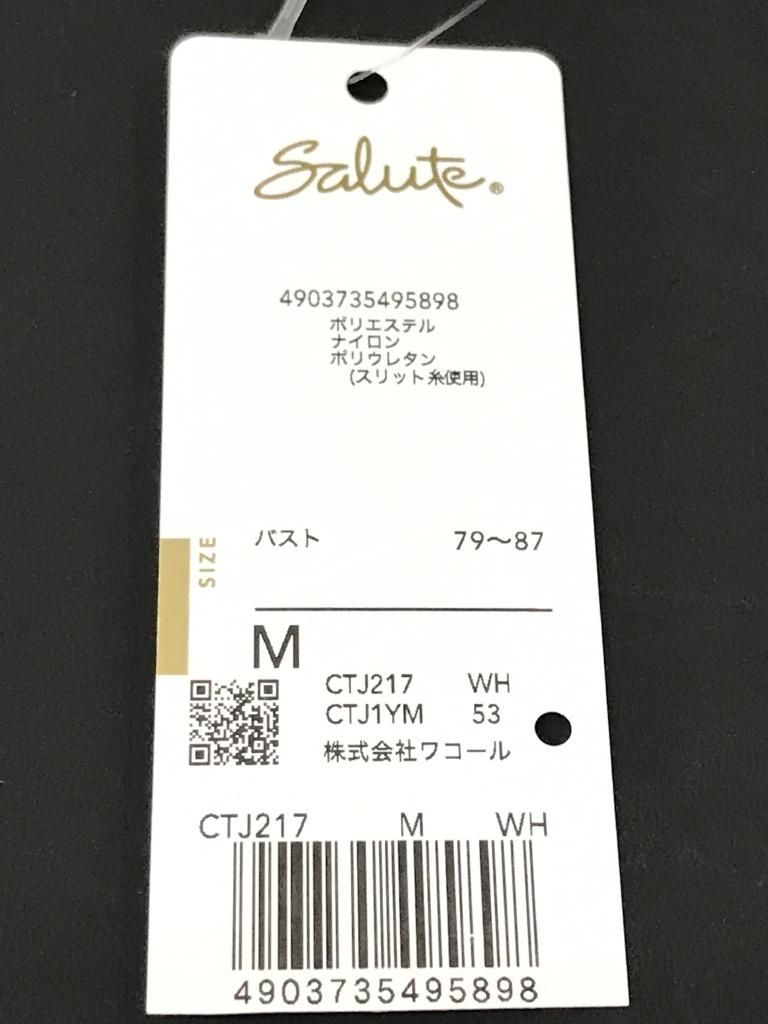 Salute®
4903735495898
ポリエステル
ナイロン
ポリウレタン
(スリット糸使用)
SIZE
バスト 79〜87
M
CTJ217 WH
CTJ1YM 53
株式会社ワコール
CTJ217 M WH
4903735495898